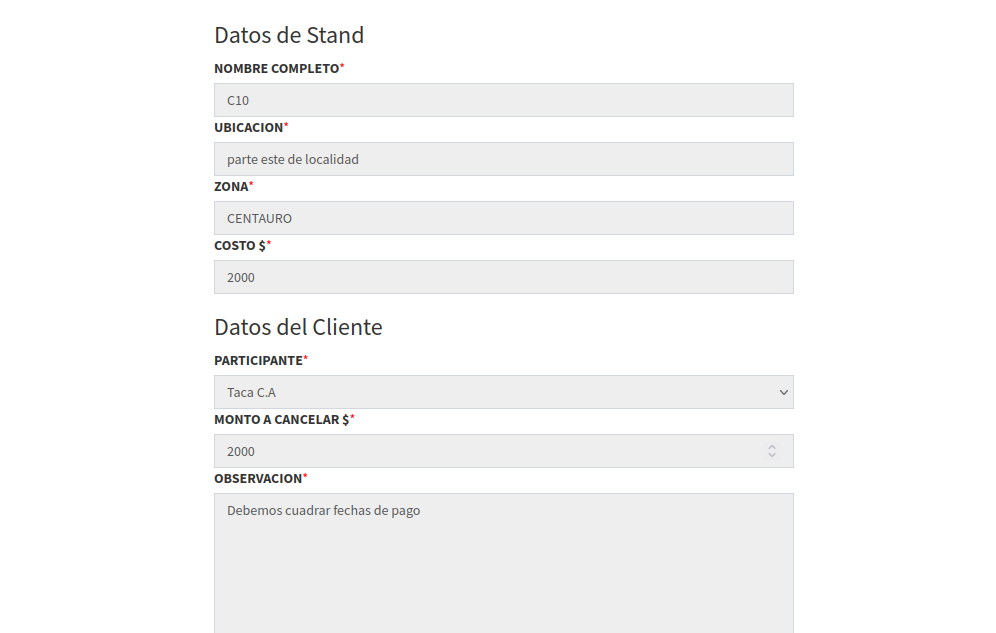 Datos de Stand
NOMBRE COMPLETO*
C10
UBICACION*
parte este de localidad
ZONA*
CENTAURO
COSTO $*
2000
Datos del Cliente
PARTICIPANTE*
Taca C.A
MONTO A CANCELAR $*
2000
OBSERVACION*
Debemos cuadrar fechas de pago